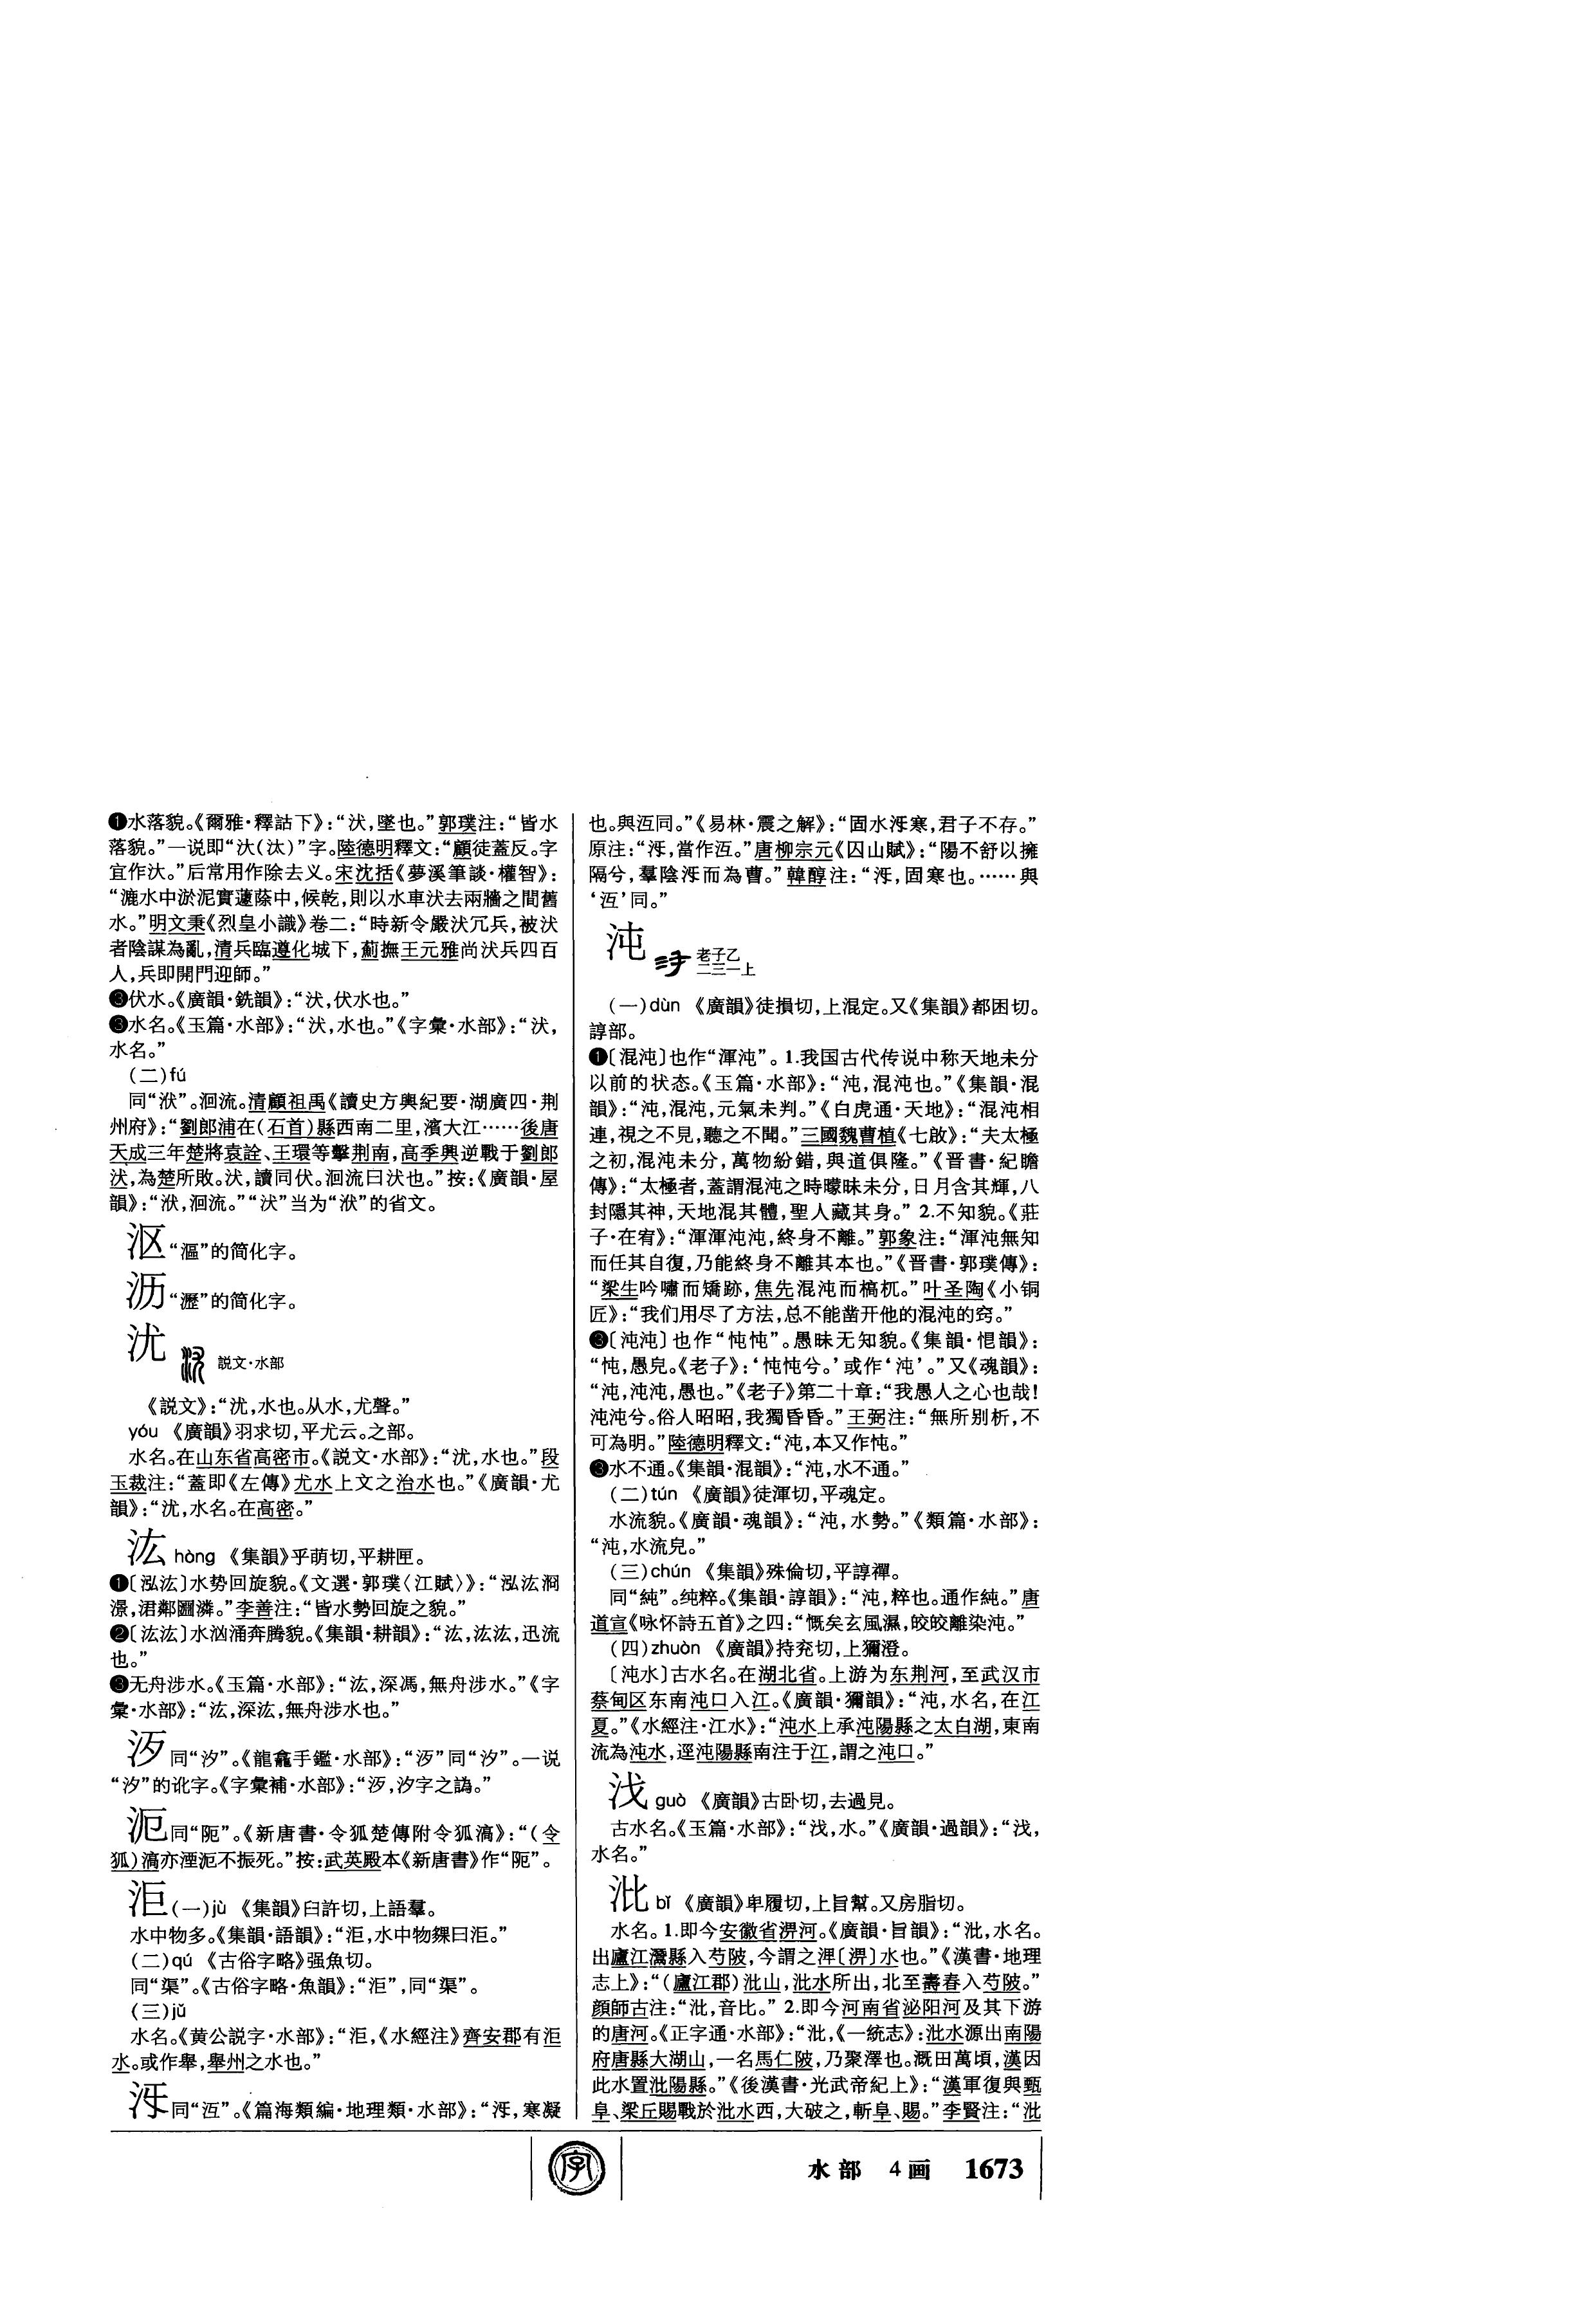 ❶水落貌。《爾雅·釋詁下》：“汱，墜也。”郭璞注：“皆水
落貌。”一说即“汏(汰)”字。陸德明釋文：“顧徒蓋反。字
宜作汏。”后常用作除去义。宋沈括《夢溪筆談·權智》：
“漉水中淤泥實蘧蒢中，候乾，則以水車汱去兩牆之間舊
水。”明文秉《烈皇小識》卷二：“時新令嚴汱冗兵，被汱
者陰謀為亂，清兵臨遵化城下，薊撫王元雅尚汱兵四百
人，兵即開門迎師。”
❸伏水。《廣韻·銑韻》：“汱，伏水也。”
❸水名。《玉篇·水部》：“汱，水也。”《字彙·水部》：“汱，
水名。”
(二)fú
同“洑”。洄流。清顧祖禹《讀史方輿紀要·湖廣四·荆
州府》：“劉郎浦在(石首)縣西南二里，濱大江……後唐
天成三年楚將袁詮、王環等擊荆南，高季興逆戰于劉郎
汱，為楚所敗。汱，讀同伏。洄流曰汱也。”按：《廣韻·屋
韻》：“洑，洄流。”“汱”当为“洑”的省文。
沤“漚”的简化字。
沥“瀝”的简化字。
沋 説文·水部
《説文》：“沋，水也。从水，尤聲。”
yóu 《廣韻》羽求切，平尤云。之部。
水名。在山东省高密市。《説文·水部》：“沋，水也。”段
玉裁注：“蓋即《左傳》尤水上文之治水也。”《廣韻·尤
韻》：“沋，水名。在高密。”
汯 hòng 《集韻》乎萌切，平耕匣。
❶〔泓汯〕水势回旋貌。《文選·郭璞〈江賦〉》：“泓汯浻
澋，涒鄰㘤潾。”李善注：“皆水勢回旋之貌。”
❷〔汯汯〕水汹涌奔腾貌。《集韻·耕韻》：“汯，汯汯，迅流
也。”
❸无舟涉水。《玉篇·水部》：“汯，深馮，無舟涉水。”《字
彙·水部》：“汯，深汯，無舟涉水也。”
同“汐”。《龍龕手鑑·水部》：“”同“汐”。一说
“汐”的讹字。《字彙補·水部》：“，汐字之譌。”
㲼同“阨”。《新唐書·令狐楚傳附令狐滈》：“(令
狐)滈亦湮㲼不振死。”按：武英殿本《新唐書》作“阨”。
洰(一)jù 《集韻》臼許切，上語羣。
水中物多。《集韻·語韻》：“洰，水中物夥曰洰。”
(二)qú 《古俗字略》强魚切。
同“渠”。《古俗字略·魚韻》：“洰”，同“渠”。
(三)jǔ
水名。《黄公説字·水部》：“洰，《水經注》齊安郡有洰
水。或作舉，舉州之水也。”
冴同“沍”。《篇海類編·地理類·水部》：“，寒凝
也。與沍同。”《易林·震之解》：“固水寒，君子不存。”
原注：“，當作沍。”唐柳宗元《囚山賦》：“陽不舒以擁
隔兮，羣陰而為曹。”韓醇注：“，固寒也。……與
‘沍’同。”
沌 老子乙
二三一上
(一)dùn 《廣韻》徒損切，上混定。又《集韻》都困切。
諄部。
❶〔混沌〕也作“渾沌”。1.我国古代传说中称天地未分
以前的状态。《玉篇·水部》：“沌，混沌也。”《集韻·混
韻》：“沌，混沌，元氣未判。”《白虎通·天地》：“混沌相
連，視之不見，聽之不聞。”三國魏曹植《七啟》：“夫太極
之初，混沌未分，萬物紛錯，與道俱隆。”《晋書·紀瞻
傳》：“太極者，蓋謂混沌之時曚昧未分，日月含其輝，八
封隱其神，天地混其體，聖人藏其身。” 2.不知貌。《莊
子·在宥》：“渾渾沌沌，終身不離。”郭象注：“渾沌無知
而任其自復，乃能終身不離其本也。”《晋書·郭璞傳》：
“梁生吟嘯而矯跡，焦先混沌而槁杌。”叶圣陶《小铜
匠》：“我们用尽了方法，总不能凿开他的混沌的窍。”
❸〔沌沌〕也作“忳忳”。愚昧无知貌。《集韻·恨韻》：
“忳，愚皃。《老子》：‘忳忳兮。’或作‘沌’。”又《魂韻》：
“沌，沌沌，愚也。”《老子》第二十章：“我愚人之心也哉！
沌沌兮。俗人昭昭，我獨昏昏。”王弼注：“無所别析，不
可為明。”陸德明釋文：“沌，本又作忳。”
❸水不通。《集韻·混韻》：“沌，水不通。”
(二)tún 《廣韻》徒渾切，平魂定。
水流貌。《廣韻·魂韻》：“沌，水勢。”《類篇·水部》：
“沌，水流皃。”
(三)chún 《集韻》殊倫切，平諄禪。
同“純”。纯粹。《集韻·諄韻》：“沌，粹也。通作純。”唐
道宣《咏怀詩五首》之四：“慨矣玄風濕，皎皎離染沌。”
(四)zhuòn 《廣韻》持兖切，上獮澄。
〔沌水〕古水名。在湖北省。上游为东荆河，至武汉市
蔡甸区东南沌口入江。《廣韻·獮韻》：“沌，水名，在江
夏。”《水經注·江水》：“沌水上承沌陽縣之太白湖，東南
流為沌水，逕沌陽縣南注于江，謂之沌口。”
㳀 guò 《廣韻》古卧切，去過見。
古水名。《玉篇·水部》：“，水。”《廣韻·過韻》：“，
水名。”
沘 bǐ 《廣韻》卑履切，上旨幫。又房脂切。
水名。1.即今安徽省淠河。《廣韻·旨韻》：“沘，水名。
出廬江灊縣入芍陂，今謂之渒〔淠〕水也。”《漢書·地理
志上》：“(廬江郡)沘山，沘水所出，北至壽春入芍陂。”
顔師古注：“沘，音比。” 2.即今河南省泌阳河及其下游
的唐河。《正字通·水部》：“沘，《一統志》：沘水源出南陽
府唐縣大湖山，一名馬仁陂，乃聚澤也。溉田萬頃，漢因
此水置沘陽縣。”《後漢書·光武帝紀上》：“漢軍復與甄
阜、梁丘賜戰於沘水西，大破之，斬阜、賜。”李賢注：“沘
字
水部 4画 1673